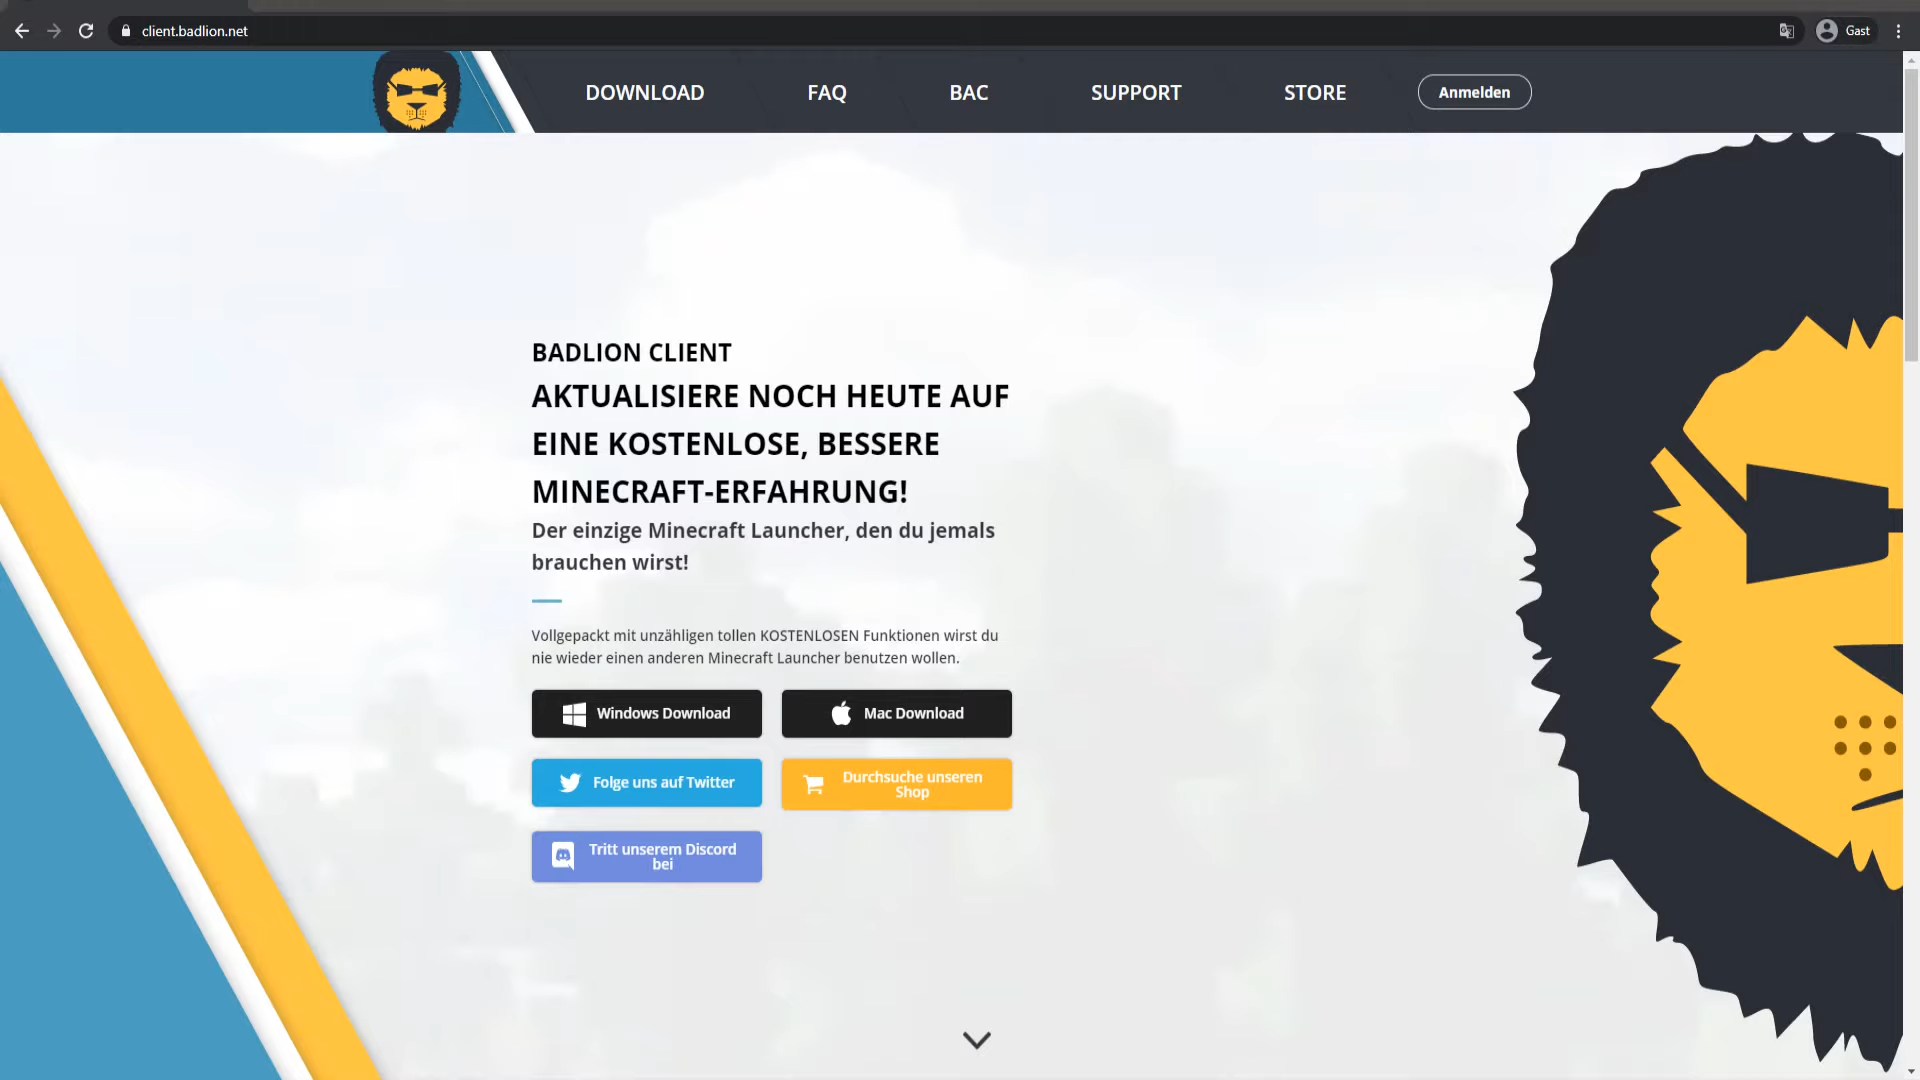 client.badlion.net
Gast
DOWNLOAD
FAQ
BAC
SUPPORT
STORE
Anmelden
BADLION CLIENT
AKTUALISIERE NOCH HEUTE AUF
EINE KOSTENLOSE, BESSERE
MINECRAFT-ERFAHRUNG!
Der einzige Minecraft Launcher, den du jemals
brauchen wirst!
Vollgepackt mit unzähligen tollen KOSTENLOSEN Funktionen wirst du
nie wieder einen anderen Minecraft Launcher benutzen wollen.
Windows Download
Mac Download
Folge uns auf Twitter
Durchsuche unseren
Shop
Tritt unserem Discord
bei